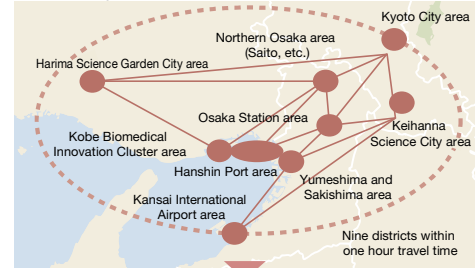 Kyoto City area
Northern Osaka area
(Saito, etc.)
Harima Science Garden City area
Osaka Station area
Keihanna
Science City area
Kobe Biomedical
Innovation Cluster area
Hanshin Port area
Yumeshima and
Sakishima area
Kansai International
Airport area
Nine districts within
one hour travel time